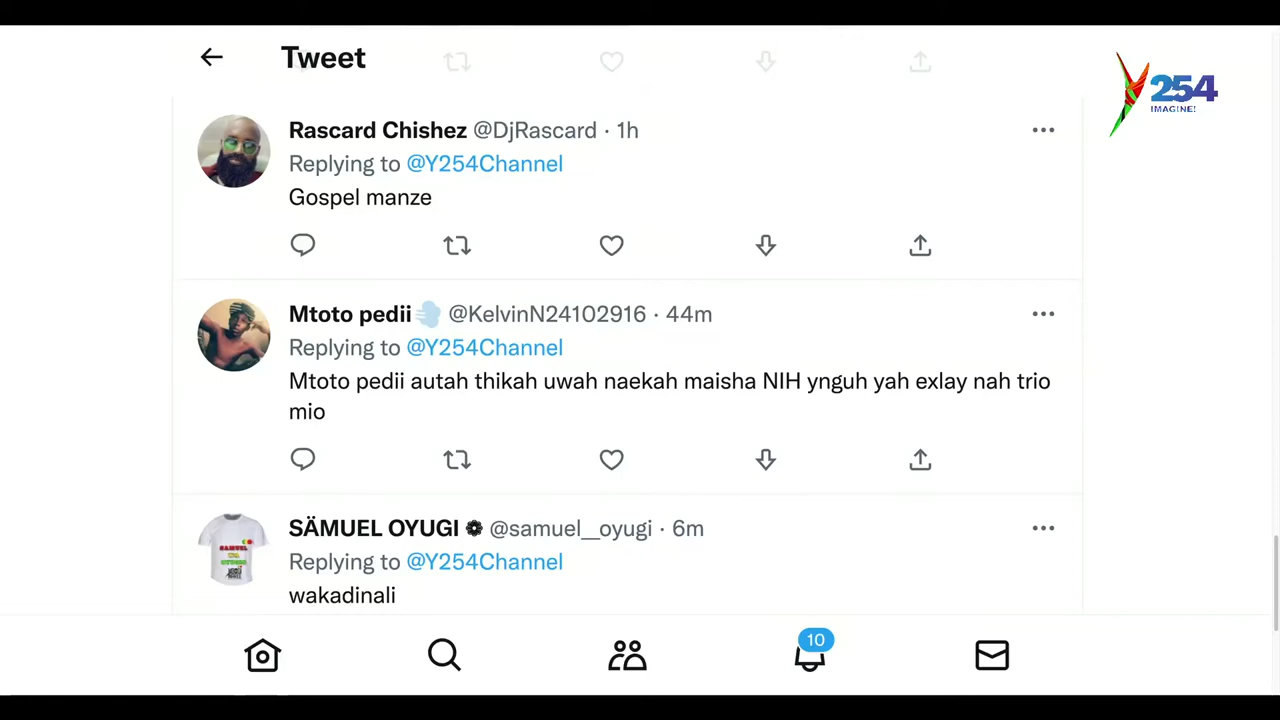 Tweet
254
IMAGINE!
Rascard Chishez @DjRascard · 1h
Replying to @Y254Channel
Gospel manze
Mtoto pedii @KelvinN24102916 · 44m
Replying to @Y254Channel
Mtoto pedii autah thikah uwah naekah maisha NIH ynguh yah exlay nah trio
mio
SÄMUEL OYUGI @samuel__oyugi · 6m
Replying to @Y254Channel
wakadinali
10